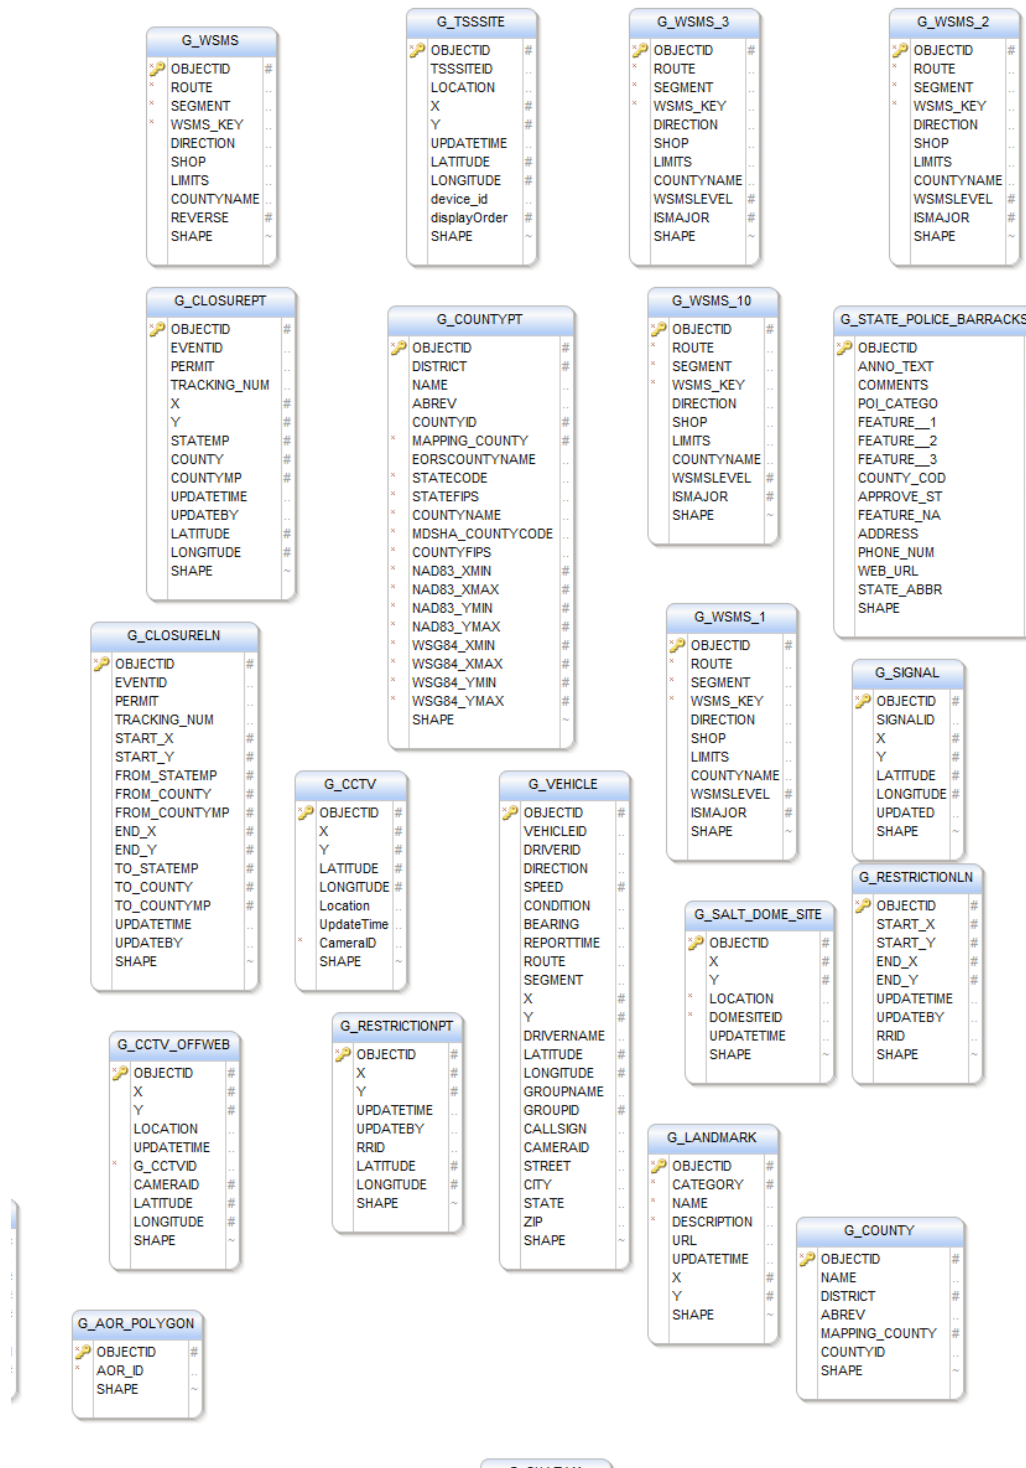 G_WSMS
OBJECTID #
ROUTE
SEGMENT
WSMS_KEY
DIRECTION
SHOP
LIMITS
COUNTYNAME
REVERSE #
SHAPE ~
G_TSSSITE
OBJECTID #
TSSSITEID
LOCATION
X #
Y #
UPDATETIME
LATITUDE #
LONGITUDE #
device_id
displayOrder #
SHAPE ~
G_WSMS_3
OBJECTID #
ROUTE
SEGMENT
WSMS_KEY
DIRECTION
SHOP
LIMITS
COUNTYNAME
WSMSLEVEL #
ISMAJOR #
SHAPE ~
G_WSMS_2
OBJECTID #
ROUTE
SEGMENT
WSMS_KEY
DIRECTION
SHOP
LIMITS
COUNTYNAME
WSMSLEVEL #
ISMAJOR #
SHAPE ~
G_CLOSUREPT
OBJECTID #
EVENTID
PERMIT
TRACKING_NUM
X #
Y #
STATEMP #
COUNTY #
COUNTYMP #
UPDATETIME
UPDATEBY
LATITUDE #
LONGITUDE #
SHAPE ~
G_COUNTYPT
OBJECTID #
DISTRICT #
NAME
ABREV
COUNTYID #
MAPPING_COUNTY #
EORSCOUNTYNAME
STATECODE
STATEFIPS
COUNTYNAME
MDSHA_COUNTYCODE
COUNTYFIPS
NAD83_XMIN #
NAD83_XMAX #
NAD83_YMIN #
NAD83_YMAX #
WSG84_XMIN #
WSG84_XMAX #
WSG84_YMIN #
WSG84_YMAX #
SHAPE ~
G_WSMS_10
OBJECTID #
ROUTE
SEGMENT
WSMS_KEY
DIRECTION
SHOP
LIMITS
COUNTYNAME
WSMSLEVEL #
ISMAJOR #
SHAPE ~
G_STATE_POLICE_BARRACKS
OBJECTID
ANNO_TEXT
COMMENTS
POI_CATEGO
FEATURE__1
FEATURE__2
FEATURE__3
COUNTY_COD
APPROVE_ST
FEATURE_NA
ADDRESS
PHONE_NUM
WEB_URL
STATE_ABBR
SHAPE
G_CLOSURELN
OBJECTID #
EVENTID
PERMIT
TRACKING_NUM
START_X #
START_Y #
FROM_STATEMP #
FROM_COUNTY #
FROM_COUNTYMP #
END_X #
END_Y #
TO_STATEMP #
TO_COUNTY #
TO_COUNTYMP #
UPDATETIME
UPDATEBY
SHAPE ~
G_WSMS_1
OBJECTID #
ROUTE
SEGMENT
WSMS_KEY
DIRECTION
SHOP
LIMITS
COUNTYNAME
WSMSLEVEL #
ISMAJOR #
SHAPE ~
G_SIGNAL
OBJECTID #
SIGNALID
X #
Y #
LATITUDE #
LONGITUDE #
UPDATED
SHAPE ~
G_CCTV
OBJECTID #
X #
Y #
LATITUDE #
LONGITUDE #
Location
UpdateTime
CameraID
SHAPE ~
G_VEHICLE
OBJECTID #
VEHICLEID
DRIVERID
DIRECTION
SPEED #
CONDITION
BEARING
REPORTTIME
ROUTE
SEGMENT
X #
Y #
DRIVERNAME
LATITUDE #
LONGITUDE #
GROUPNAME
GROUPID #
CALLSIGN
CAMERAID
STREET
CITY
STATE
ZIP
SHAPE ~
G_SALT_DOME_SITE
OBJECTID #
X #
Y #
LOCATION
DOMESITEID
UPDATETIME
SHAPE ~
G_RESTRICTIONLN
OBJECTID #
START_X #
START_Y #
END_X #
END_Y #
UPDATETIME
UPDATEBY
RRID
SHAPE ~
G_CCTV_OFFWEB
OBJECTID #
X #
Y #
LOCATION
UPDATETIME
G_CCTVID
CAMERAID #
LATITUDE #
LONGITUDE #
SHAPE ~
G_RESTRICTIONPT
OBJECTID #
X #
Y #
UPDATETIME
UPDATEBY
RRID
LATITUDE #
LONGITUDE #
SHAPE ~
G_LANDMARK
OBJECTID #
CATEGORY #
NAME
DESCRIPTION
URL
UPDATETIME
X #
Y #
SHAPE ~
G_COUNTY
OBJECTID #
NAME
DISTRICT #
ABREV
MAPPING_COUNTY #
COUNTYID
SHAPE ~
G_AOR_POLYGON
OBJECTID #
AOR_ID
SHAPE ~